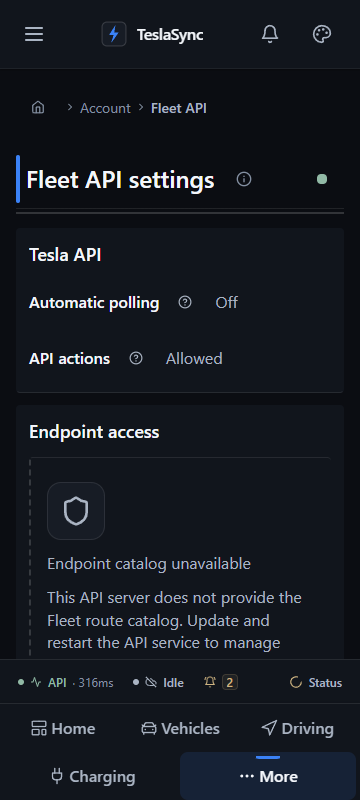 TeslaSync
Account
Fleet API
Fleet API settings
Tesla API
Automatic polling
Off
API actions
Allowed
Endpoint access
Endpoint catalog unavailable
This API server does not provide the
Fleet route catalog. Update and
restart the API service to manage
API · 316ms
Idle
2
Status
Home
Vehicles
Driving
Charging
More